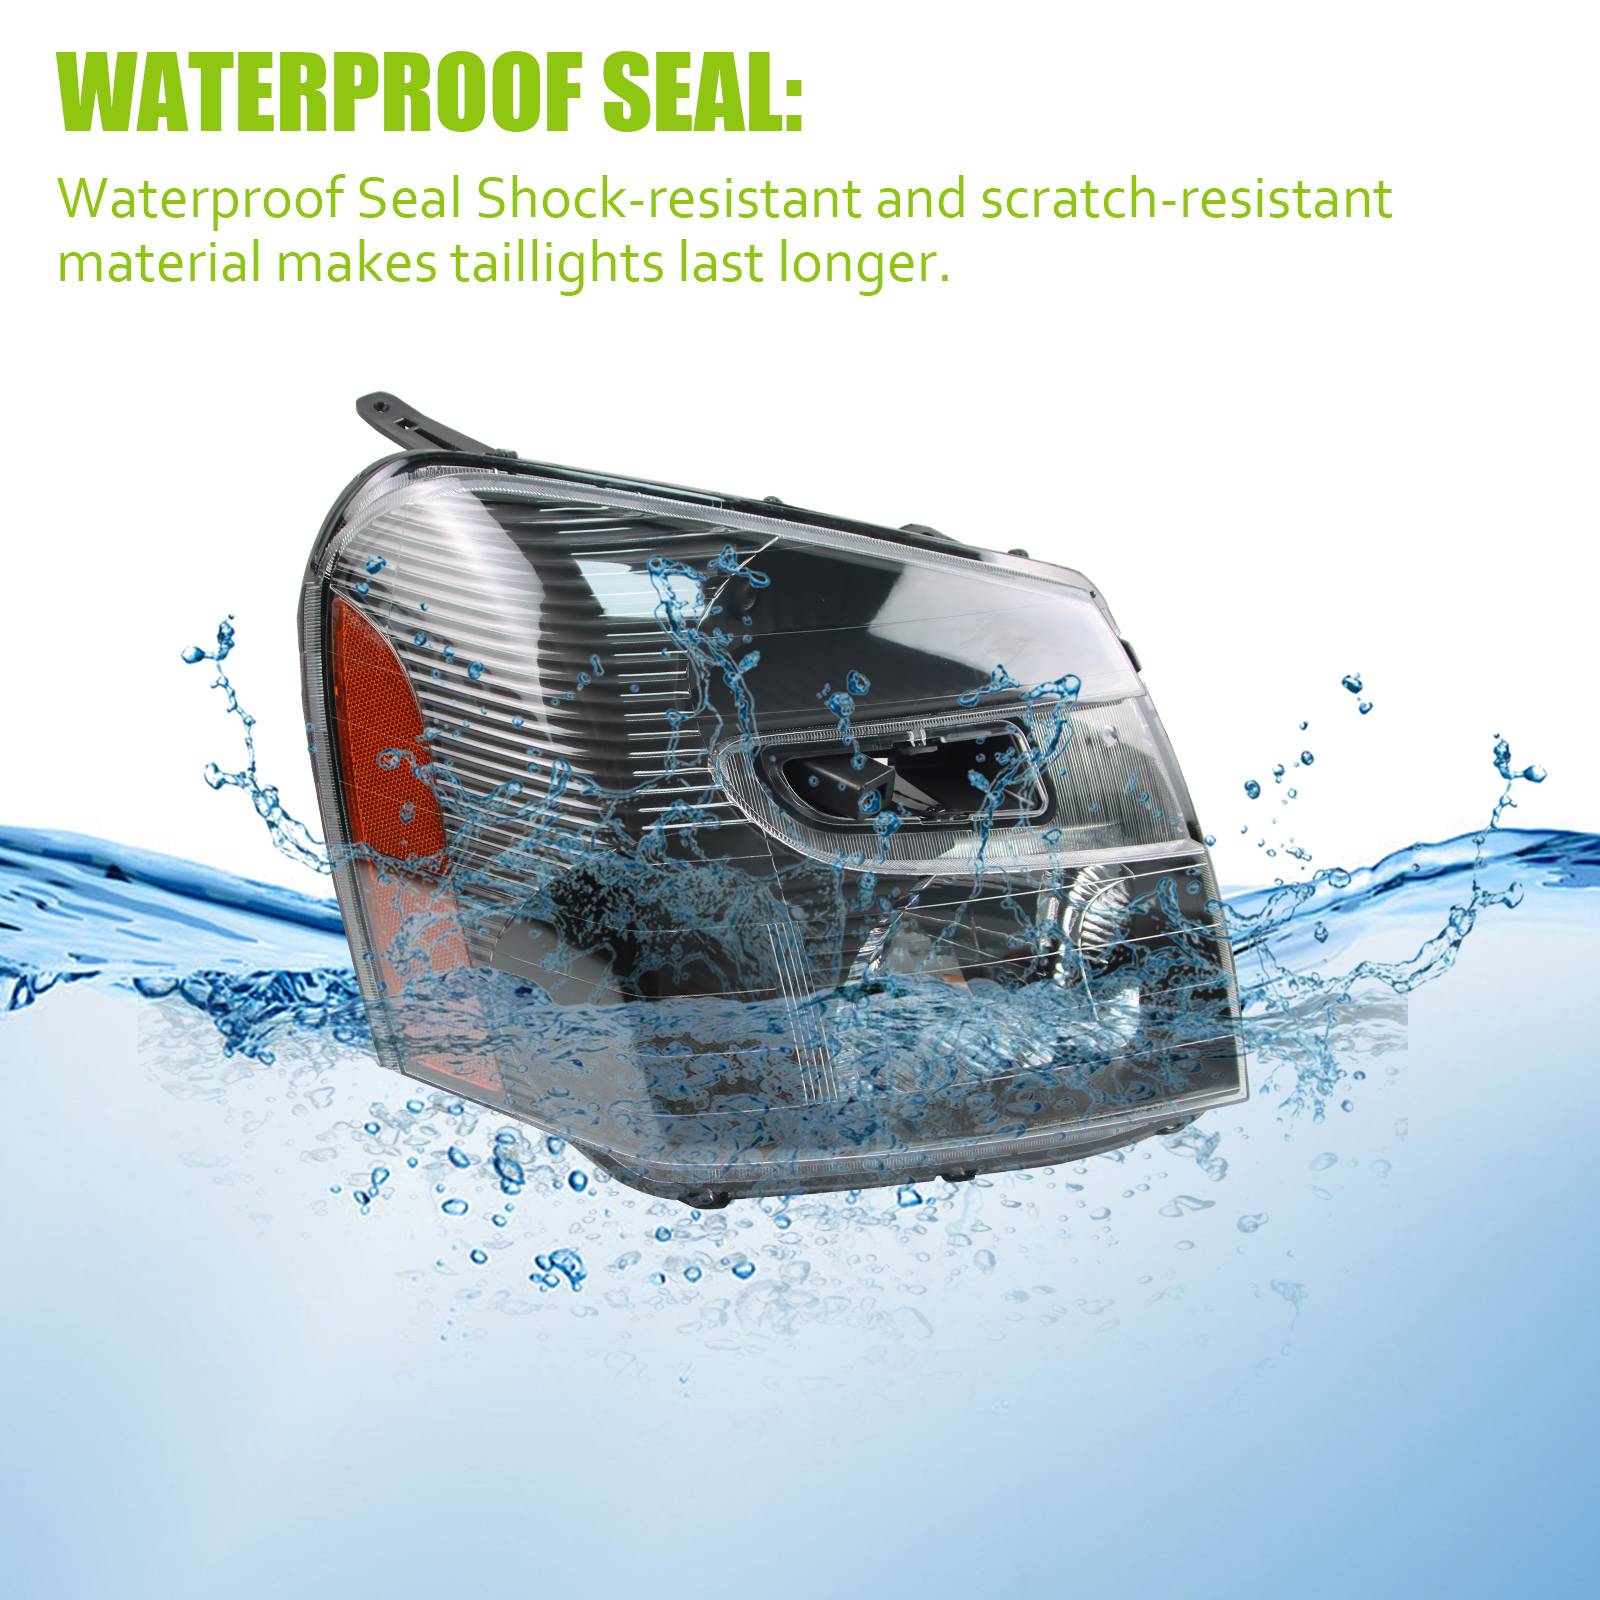 WATERPROOF SEAL:
Waterproof Seal Shock-resistant and scratch-resistant
material makes taillights last longer.